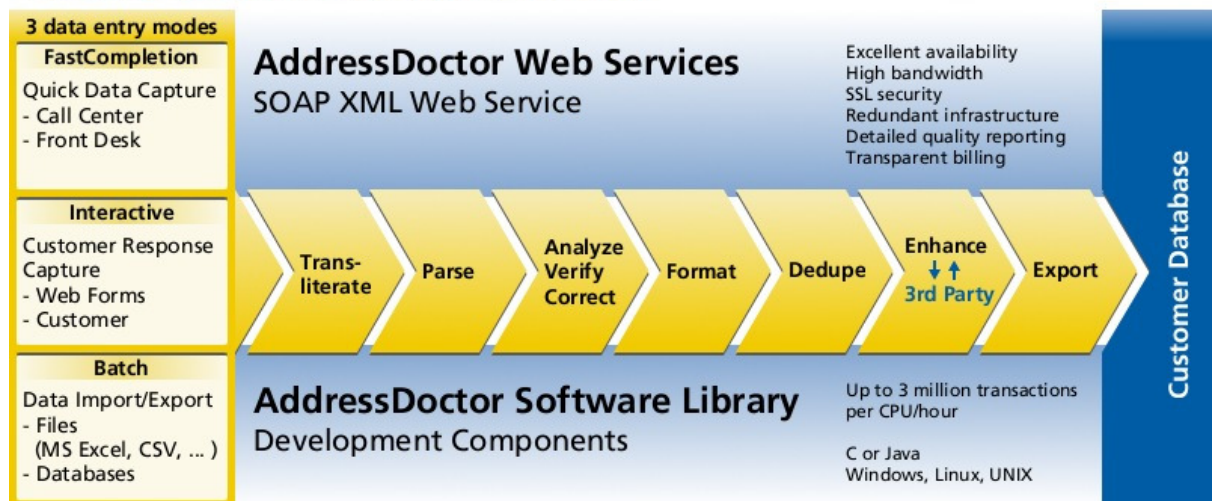 3 data entry modes
FastCompletion
Quick Data Capture
- Call Center
- Front Desk
Interactive
Customer Response
Capture
- Web Forms
- Customer
Batch
Data Import/Export
- Files
(MS Excel, CSV, ... )
- Databases
AddressDoctor Web Services
SOAP XML Web Service
Excellent availability
High bandwidth
SSL security
Redundant infrastructure
Detailed quality reporting
Transparent billing
Trans-
literate
Parse
Analyze
Verify
Correct
Format
Dedupe
Enhance
3rd Party
Export
AddressDoctor Software Library
Development Components
Up to 3 million transactions
per CPU/hour
C or Java
Windows, Linux, UNIX
Customer Database